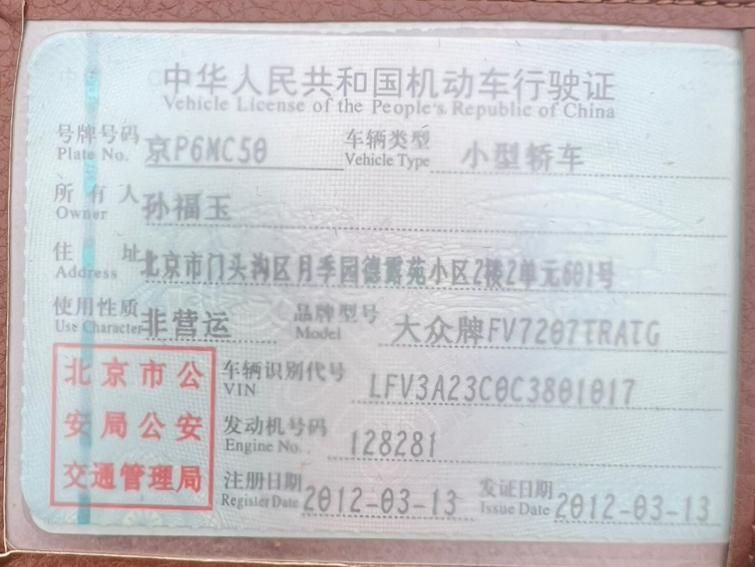 中华人民共和国机动车行驶证
Vehicle License of the People's Republic of China
号牌号码 京P6MC50 车辆类型 小型轿车
Plate No. Vehicle Type
所有人 孙福玉
Owner
住址 北京市门头沟区月季园德露苑小区2楼2单元601号
Address
使用性质 非营运 品牌型号 大众牌FV7207TRATG
Use Character Model
北京市公 车辆识别代号 LFV3A23C0C3801017
VIN
安局公安 发动机号码 128281
Engine No.
交通管理局 注册日期 2012-03-13 发证日期 2012-03-13
Register Date Issue Date